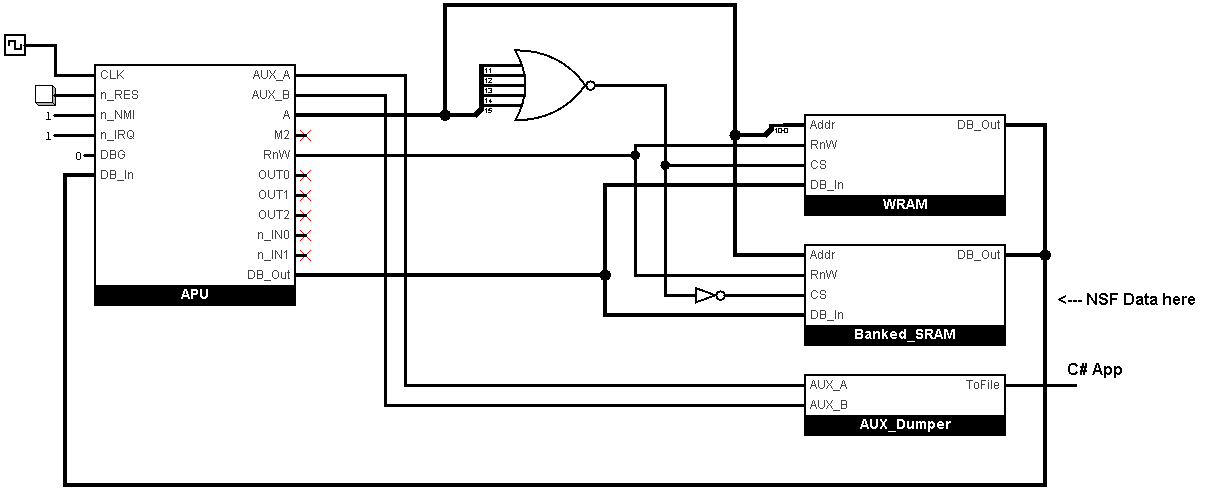 CLK
n_RES
n_NMI
n_IRQ
DBG
DB_In
1
1
0
AUX_A
AUX_B
A
M2
RnW
OUT0
OUT1
OUT2
n_IN0
n_IN1
DB_Out
APU
11
12
13
14
15
10-0
Addr
RnW
CS
DB_In
DB_Out
WRAM
Addr
RnW
CS
DB_In
DB_Out
Banked_SRAM
<--- NSF Data here
AUX_A
AUX_B
ToFile
AUX_Dumper
C# App